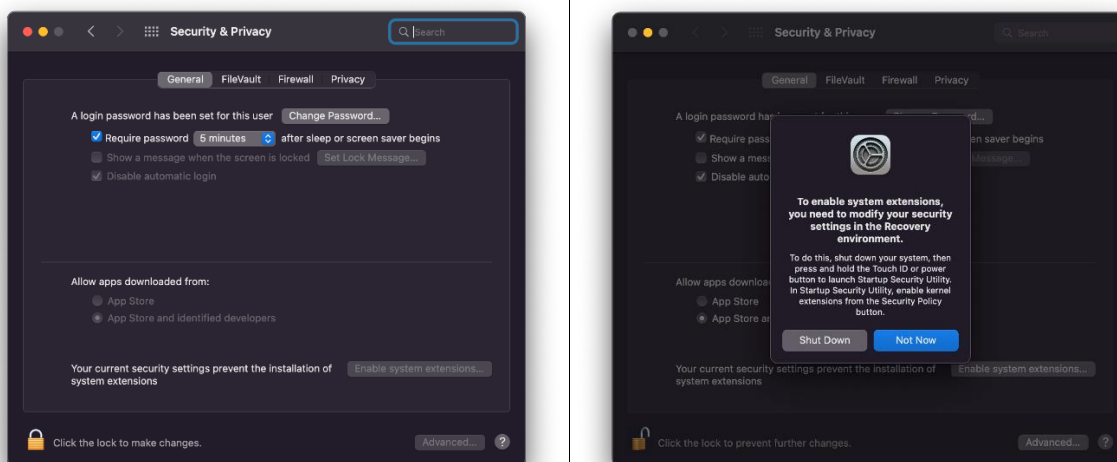 Security & Privacy
Search
General FileVault Firewall Privacy
A login password has been set for this user Change Password...
Require password 5 minutes after sleep or screen saver begins
Show a message when the screen is locked Set Lock Message...
Disable automatic login
Allow apps downloaded from:
App Store
App Store and identified developers
Your current security settings prevent the installation of Enable system extensions...
system extensions
Click the lock to make changes.
Advanced... ?
Security & Privacy
Search
General FileVault Firewall Privacy
A login password ha
Require pass
en saver begins
Show a mess
Disable auto
To enable system extensions,
you need to modify your security
settings in the Recovery
environment.
To do this, shut down your system, then
press and hold the Touch ID or power
button to launch Startup Security Utility.
In Startup Security Utility, enable kernel
extensions from the Security Policy
button.
Shut Down Not Now
Allow apps downloa
App Store
App Store a
Your current security settings prevent the installation of Enable system extensions...
system extensions
Click the lock to prevent further changes.
Advanced... ?